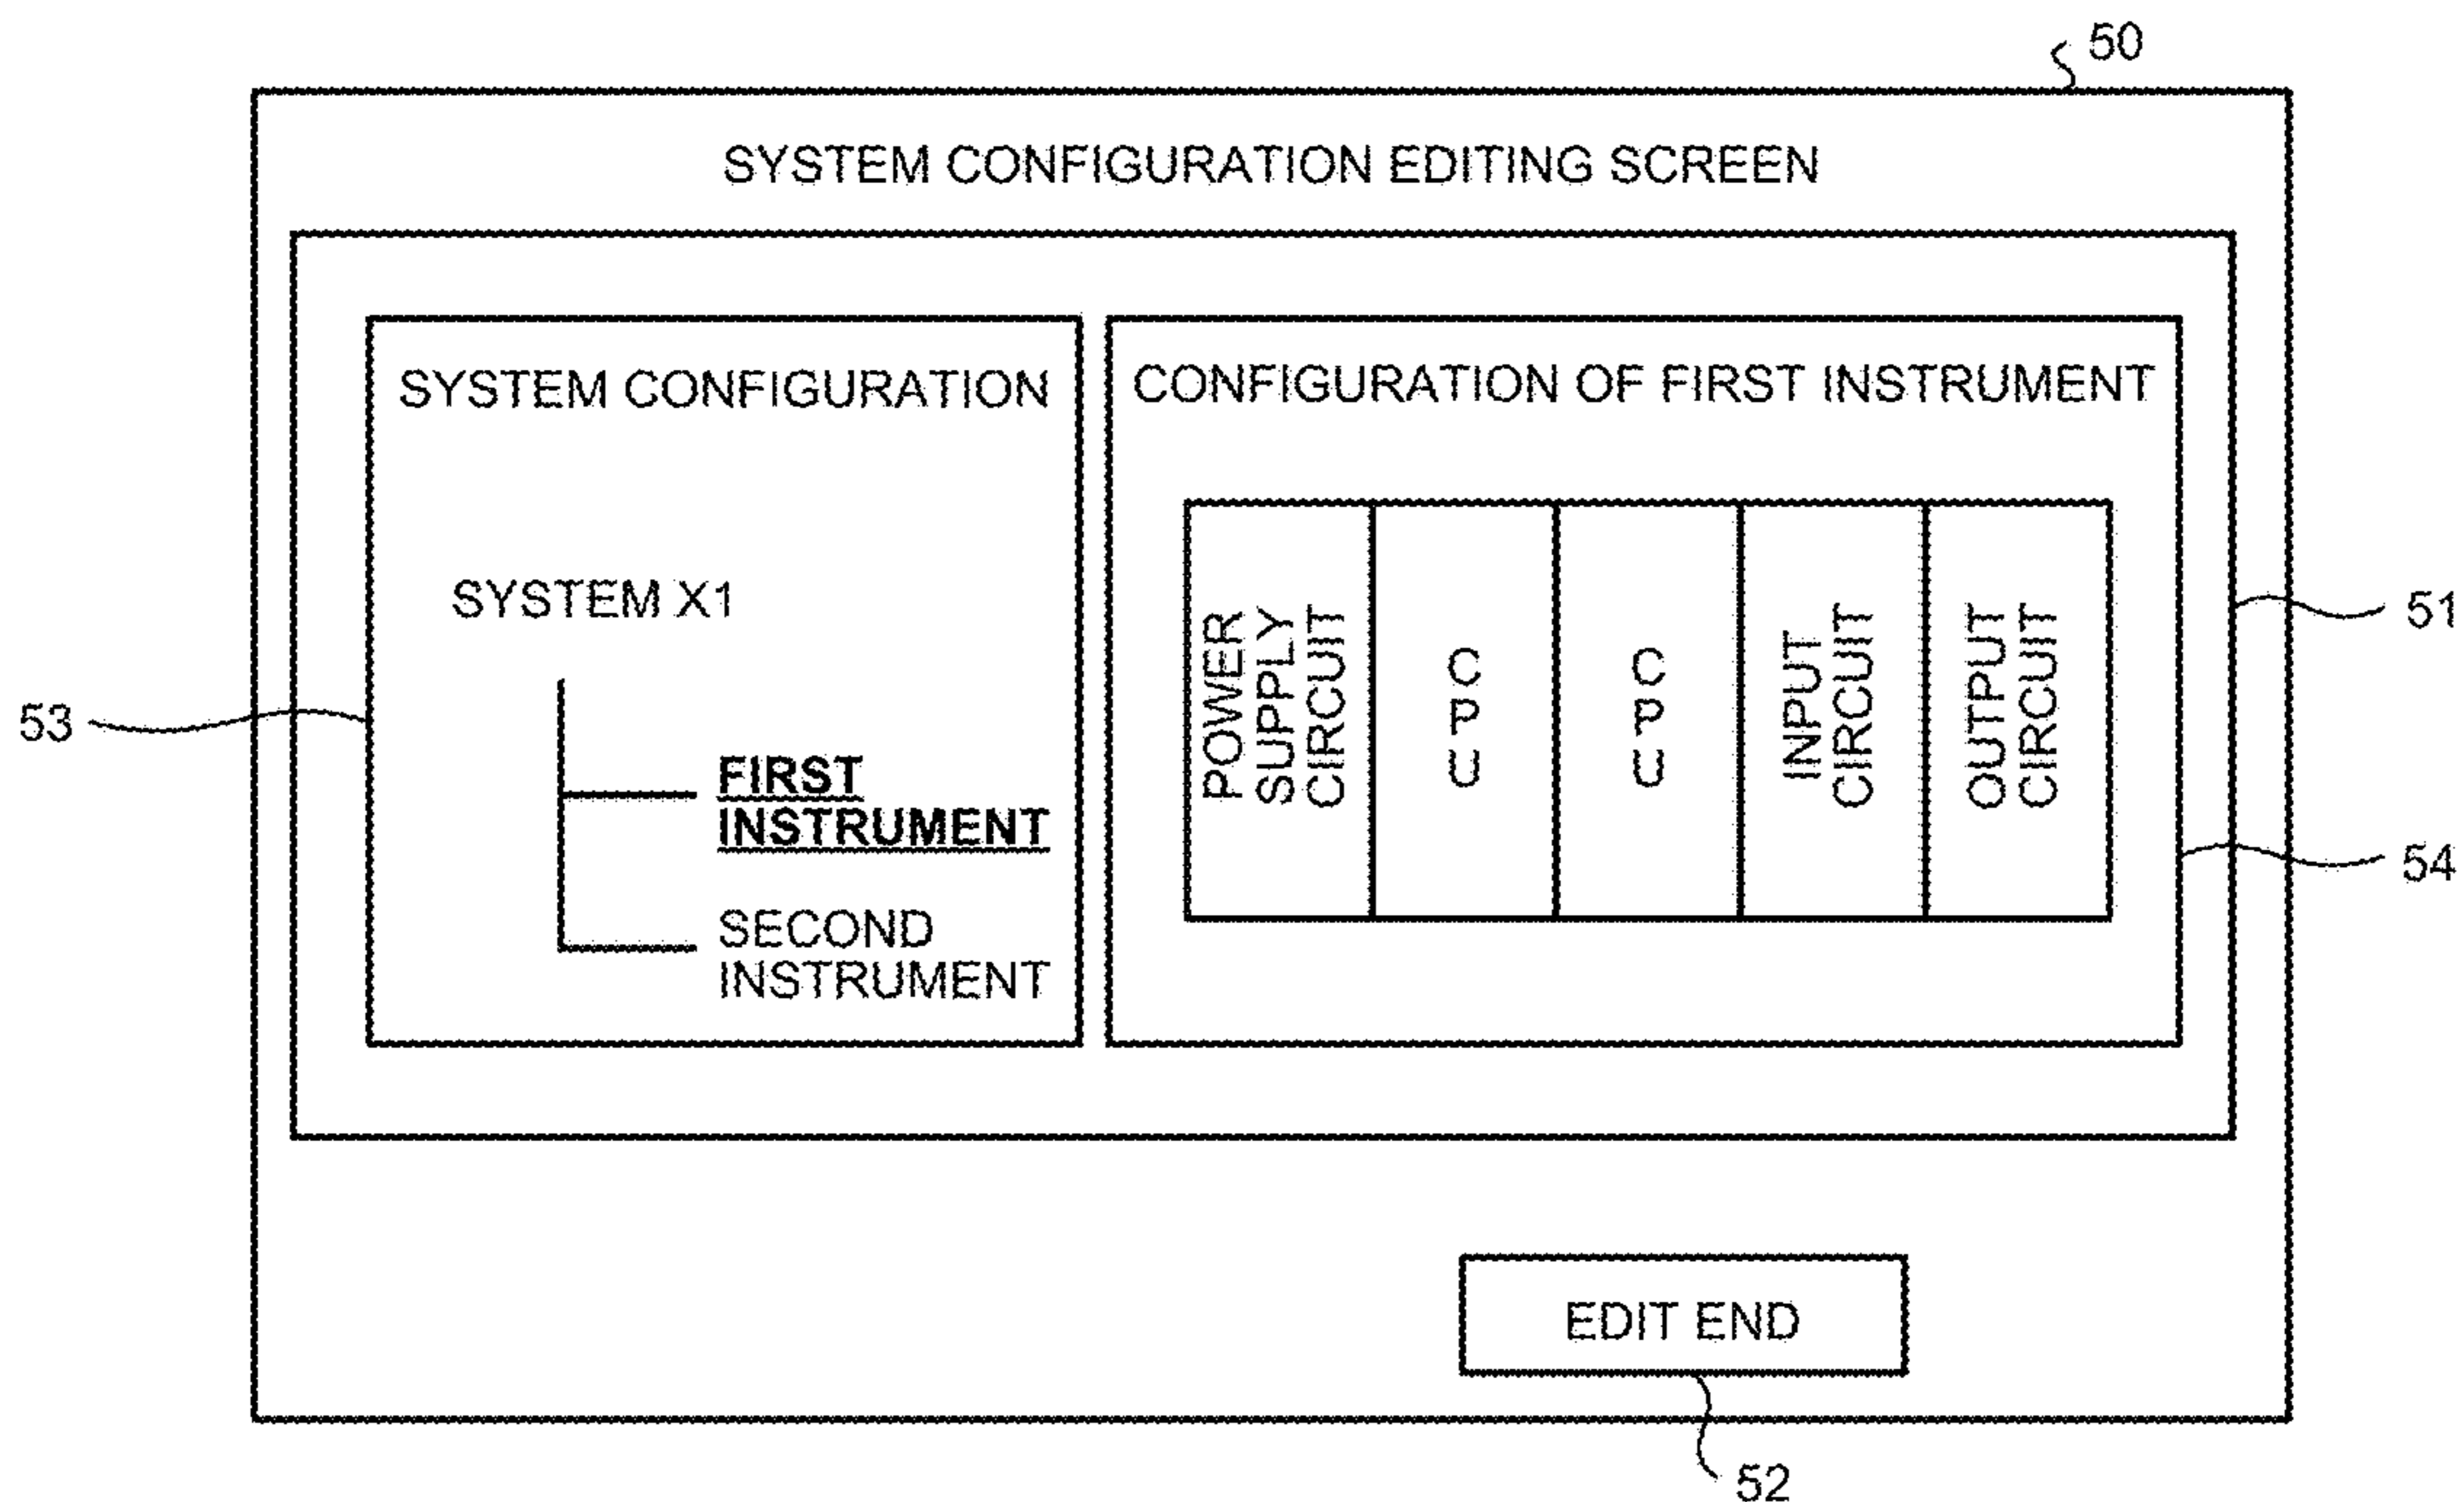 50
SYSTEM CONFIGURATION EDITING SCREEN
SYSTEM CONFIGURATION
SYSTEM X1
FIRST
INSTRUMENT
SECOND
INSTRUMENT
CONFIGURATION OF FIRST INSTRUMENT
POWER
SUPPLY
CIRCUIT
CPU
CPU
INPUT
CIRCUIT
OUTPUT
CIRCUIT
51
53
54
EDIT END
52